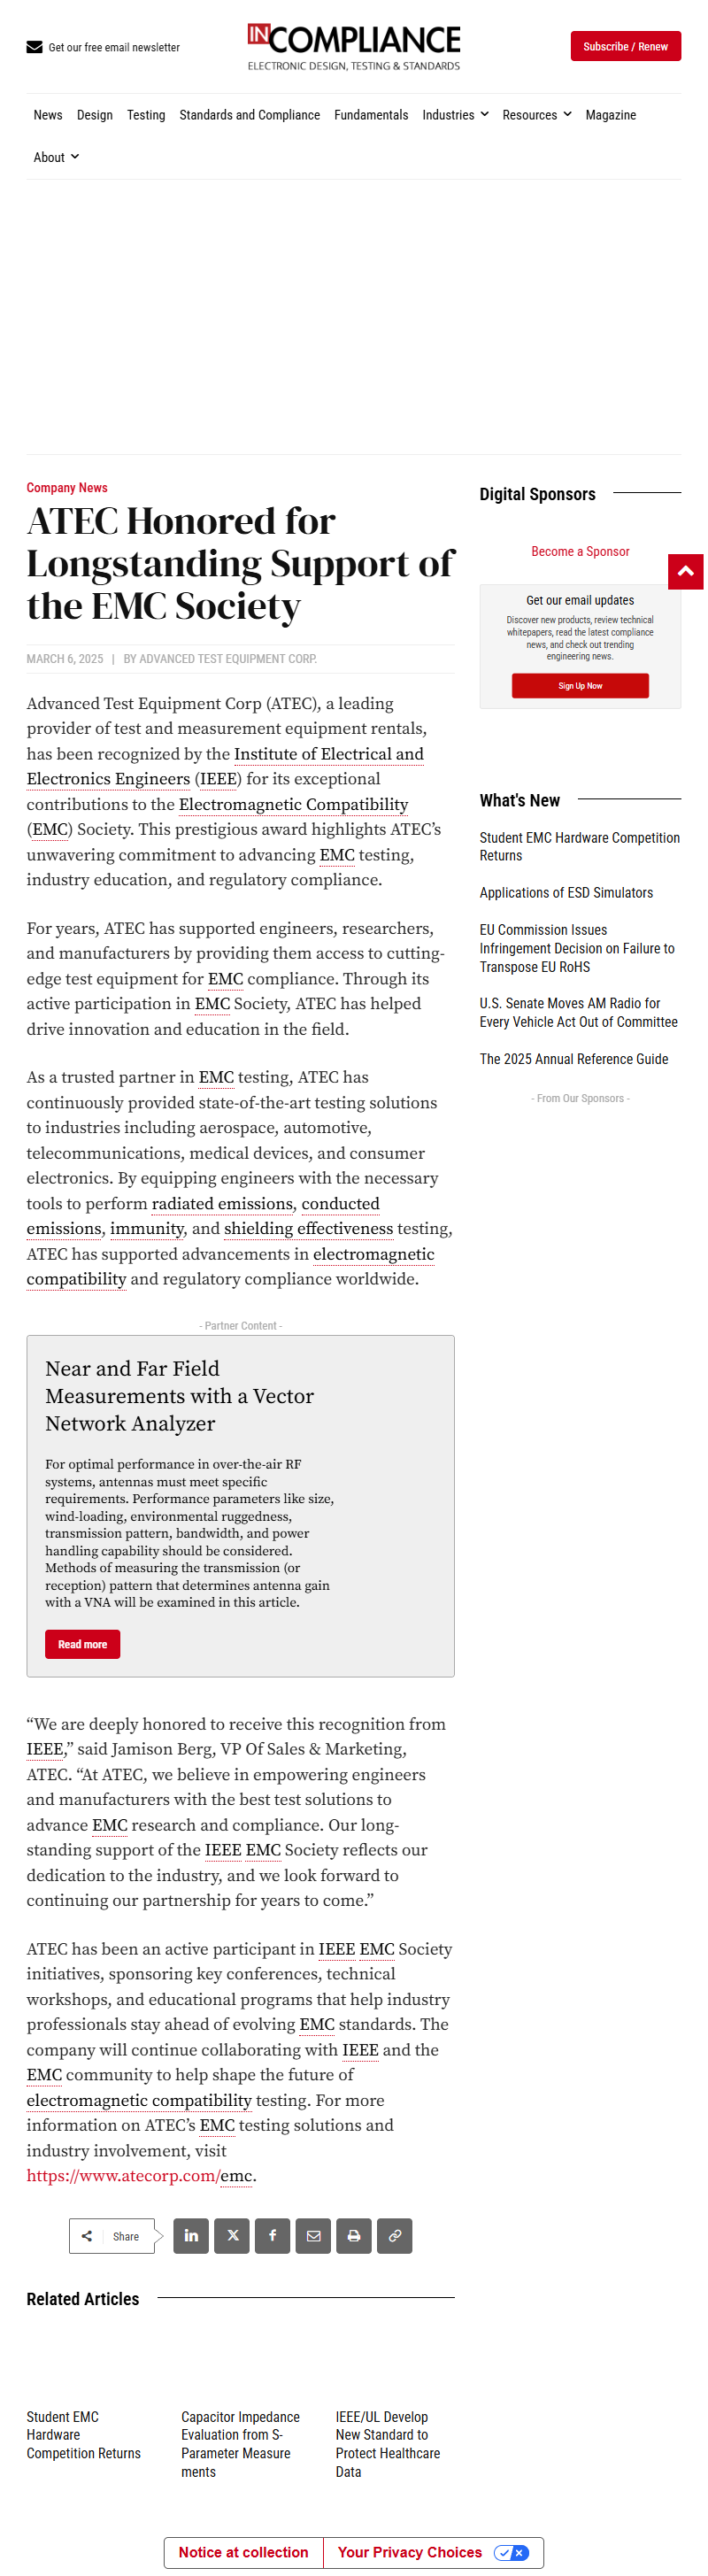 Get our free email newsletter
INCOMPLIANCE
ELECTRONIC DESIGN, TESTING & STANDARDS
Subscribe / Renew
News Design Testing Standards and Compliance Fundamentals Industries Resources Magazine
About
Company News
ATEC Honored for
Longstanding Support of
the EMC Society
MARCH 6, 2025 | BY ADVANCED TEST EQUIPMENT CORP.
Advanced Test Equipment Corp (ATEC), a leading
provider of test and measurement equipment rentals,
has been recognized by the Institute of Electrical and
Electronics Engineers (IEEE) for its exceptional
contributions to the Electromagnetic Compatibility
(EMC) Society. This prestigious award highlights ATEC’s
unwavering commitment to advancing EMC testing,
industry education, and regulatory compliance.
For years, ATEC has supported engineers, researchers,
and manufacturers by providing them access to cutting-
edge test equipment for EMC compliance. Through its
active participation in EMC Society, ATEC has helped
drive innovation and education in the field.
As a trusted partner in EMC testing, ATEC has
continuously provided state-of-the-art testing solutions
to industries including aerospace, automotive,
telecommunications, medical devices, and consumer
electronics. By equipping engineers with the necessary
tools to perform radiated emissions, conducted
emissions, immunity, and shielding effectiveness testing,
ATEC has supported advancements in electromagnetic
compatibility and regulatory compliance worldwide.
- Partner Content -
Near and Far Field
Measurements with a Vector
Network Analyzer
For optimal performance in over-the-air RF
systems, antennas must meet specific
requirements. Performance parameters like size,
wind-loading, environmental ruggedness,
transmission pattern, bandwidth, and power
handling capability should be considered.
Methods of measuring the transmission (or
reception) pattern that determines antenna gain
with a VNA will be examined in this article.
Read more
“We are deeply honored to receive this recognition from
IEEE,” said Jamison Berg, VP Of Sales & Marketing,
ATEC. “At ATEC, we believe in empowering engineers
and manufacturers with the best test solutions to
advance EMC research and compliance. Our long-
standing support of the IEEE EMC Society reflects our
dedication to the industry, and we look forward to
continuing our partnership for years to come.”
ATEC has been an active participant in IEEE EMC Society
initiatives, sponsoring key conferences, technical
workshops, and educational programs that help industry
professionals stay ahead of evolving EMC standards. The
company will continue collaborating with IEEE and the
EMC community to help shape the future of
electromagnetic compatibility testing. For more
information on ATEC’s EMC testing solutions and
industry involvement, visit
https://www.atecorp.com/emc.
Share
Related Articles
Student EMC
Hardware
Competition Returns
Capacitor Impedance
Evaluation from S-
Parameter Measure
ments
IEEE/UL Develop
New Standard to
Protect Healthcare
Data
Digital Sponsors
Become a Sponsor
Get our email updates
Discover new products, review technical
whitepapers, read the latest compliance
news, and check out trending
engineering news.
Sign Up Now
What's New
Student EMC Hardware Competition
Returns
Applications of ESD Simulators
EU Commission Issues
Infringement Decision on Failure to
Transpose EU RoHS
U.S. Senate Moves AM Radio for
Every Vehicle Act Out of Committee
The 2025 Annual Reference Guide
- From Our Sponsors -
Notice at collection
Your Privacy Choices